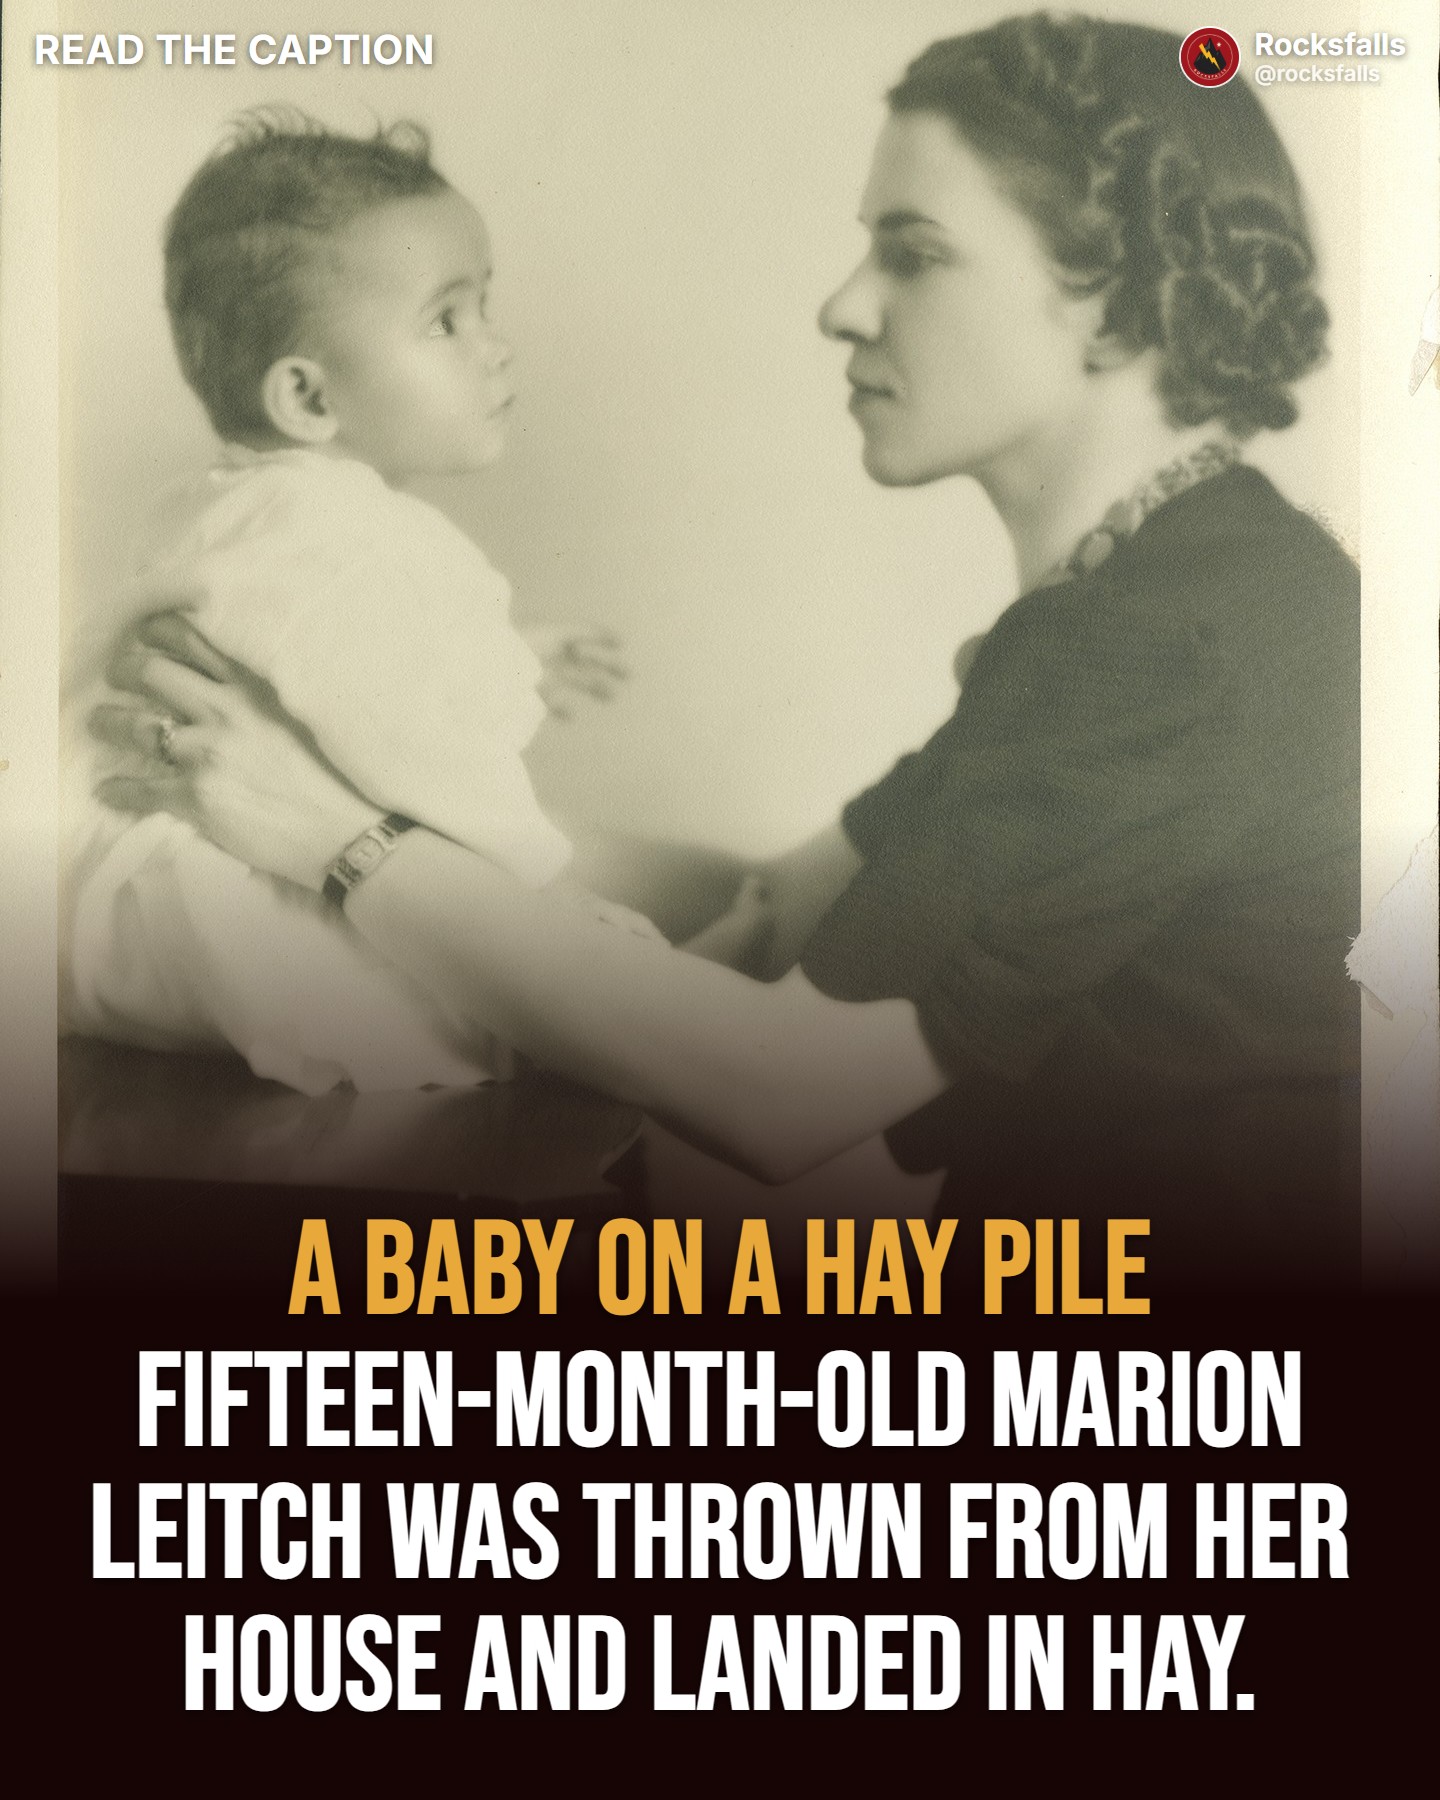 READ THE CAPTION
Rocksfalls
@rocksfalls
A BABY ON A HAY PILE
FIFTEEN-MONTH-OLD MARION
LEITCH WAS THROWN FROM HER
HOUSE AND LANDED IN HAY.